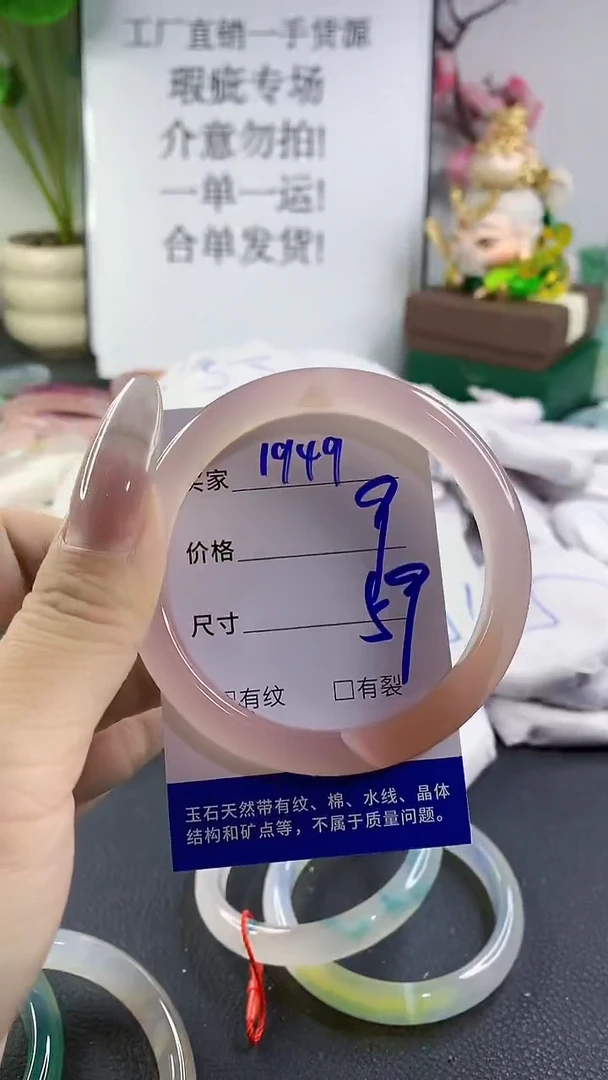 工厂直销一手货源
瑕疵专场
介意勿拍!
一单一运!
合单发货!
买家 1949
9
价格
尺寸 59
□有纹 □有裂
玉石天然带有纹、棉、水线、晶体
结构和矿点等，不属于质量问题。